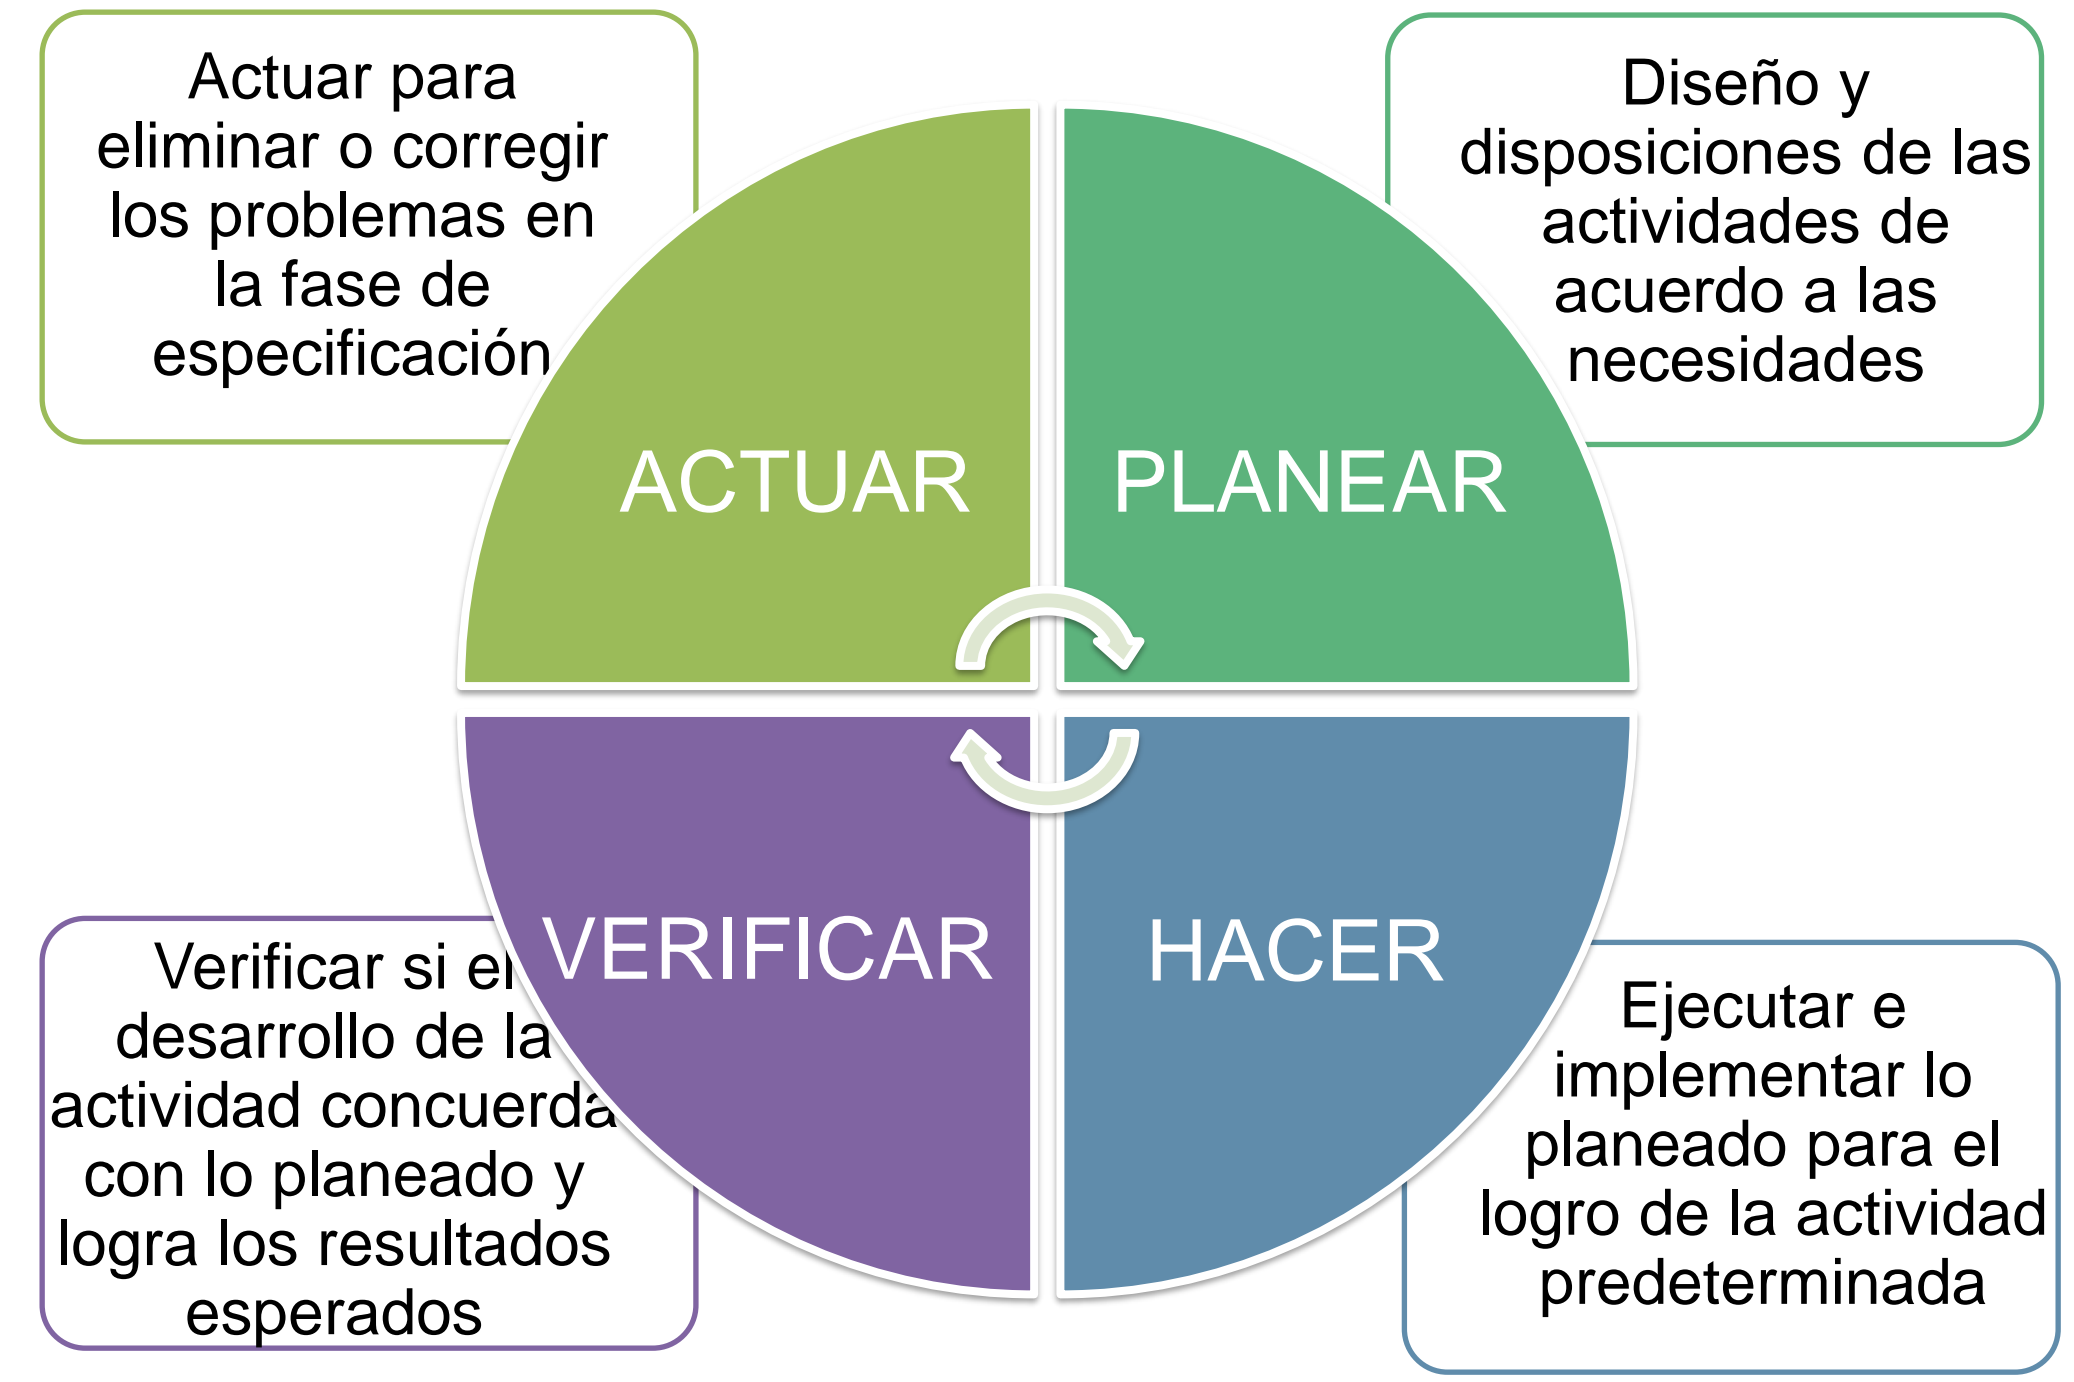 Actuar para
eliminar o corregir
los problemas en
la fase de
especificación
Diseño y
disposiciones de las
actividades de
acuerdo a las
necesidades
ACTUAR
PLANEAR
VERIFICAR
HACER
Verificar si el
desarrollo de la
actividad concuerda
con lo planeado y
logra los resultados
esperados
Ejecutar e
implementar lo
planeado para el
logro de la actividad
predeterminada